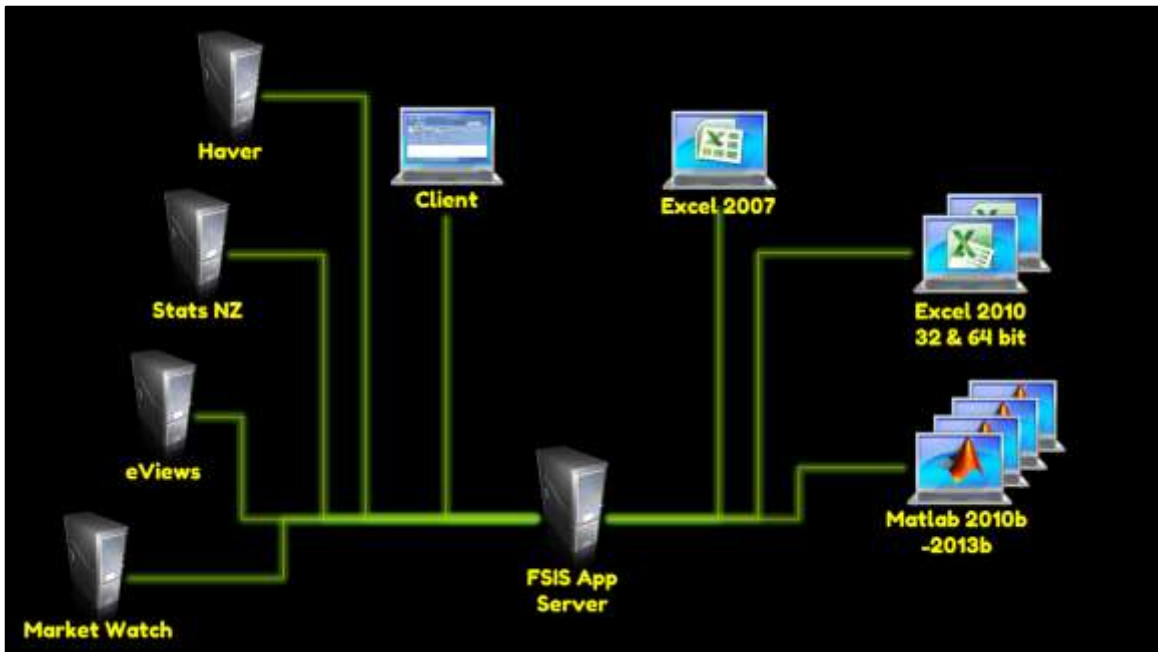 Haver
Client
Excel 2007
Stats NZ
Excel 2010
32 & 64 bit
eViews
Matlab 2010b
-2013b
FSIS App
Server
Market Watch